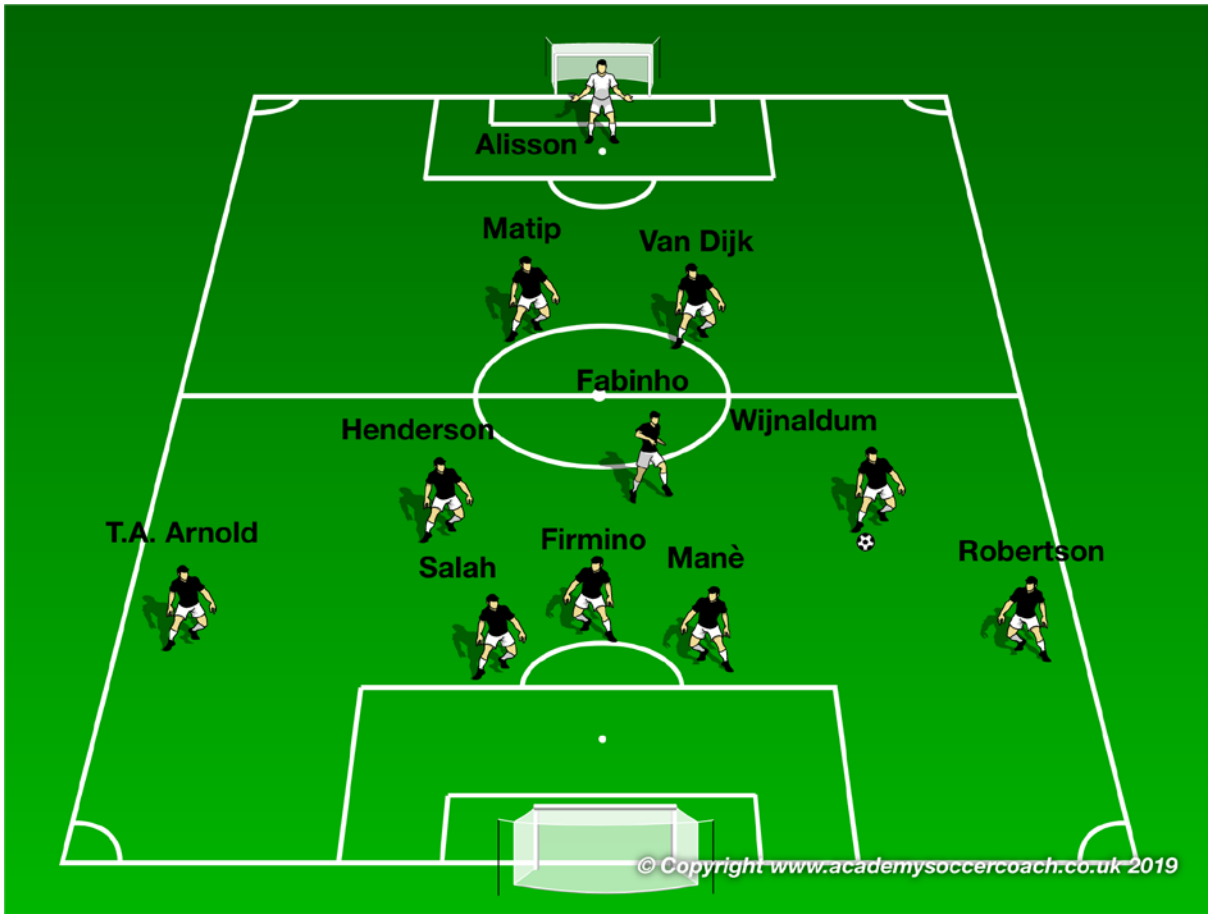 Alisson
Matip
Van Dijk
Fabinho
Henderson
Wijnaldum
T.A. Arnold
Firmino
Manè
Salah
Robertson
© Copyright www.academysoccercoach.co.uk 2019